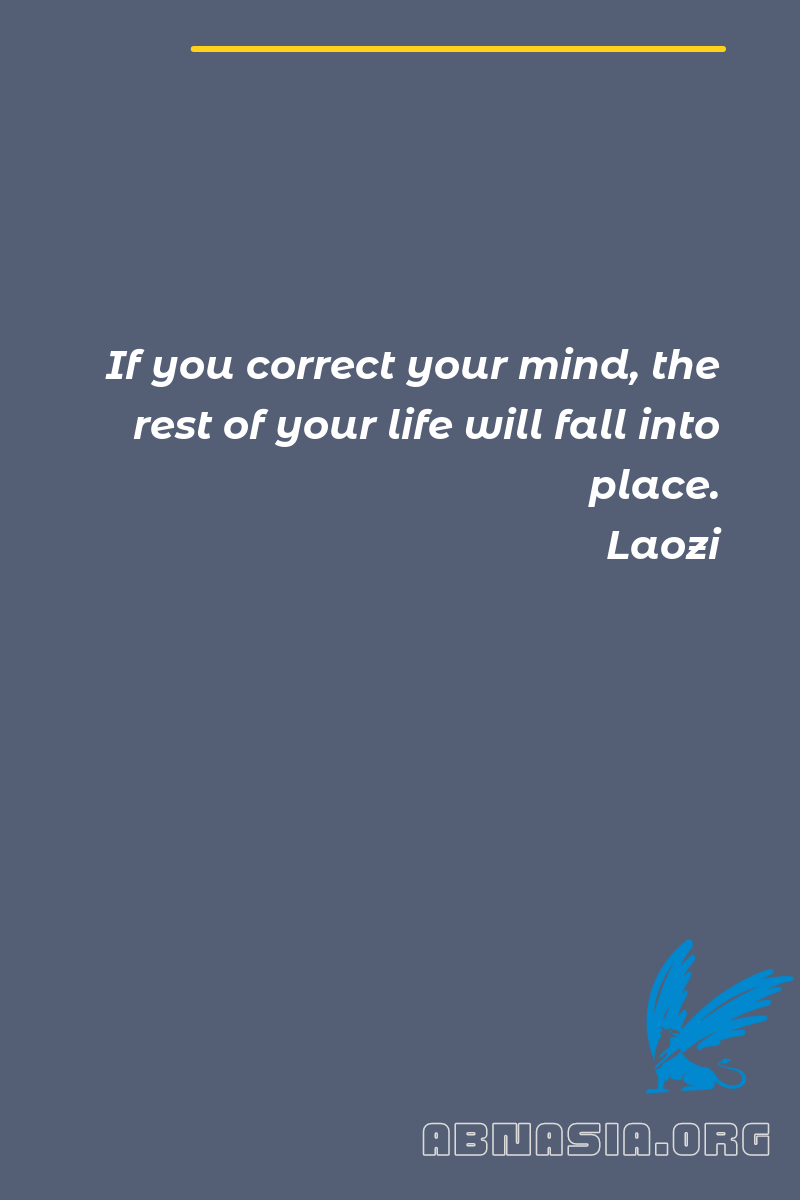 If you correct your mind, the
rest of your life will fall into
place.
Laozi
ABNASIA.ORG